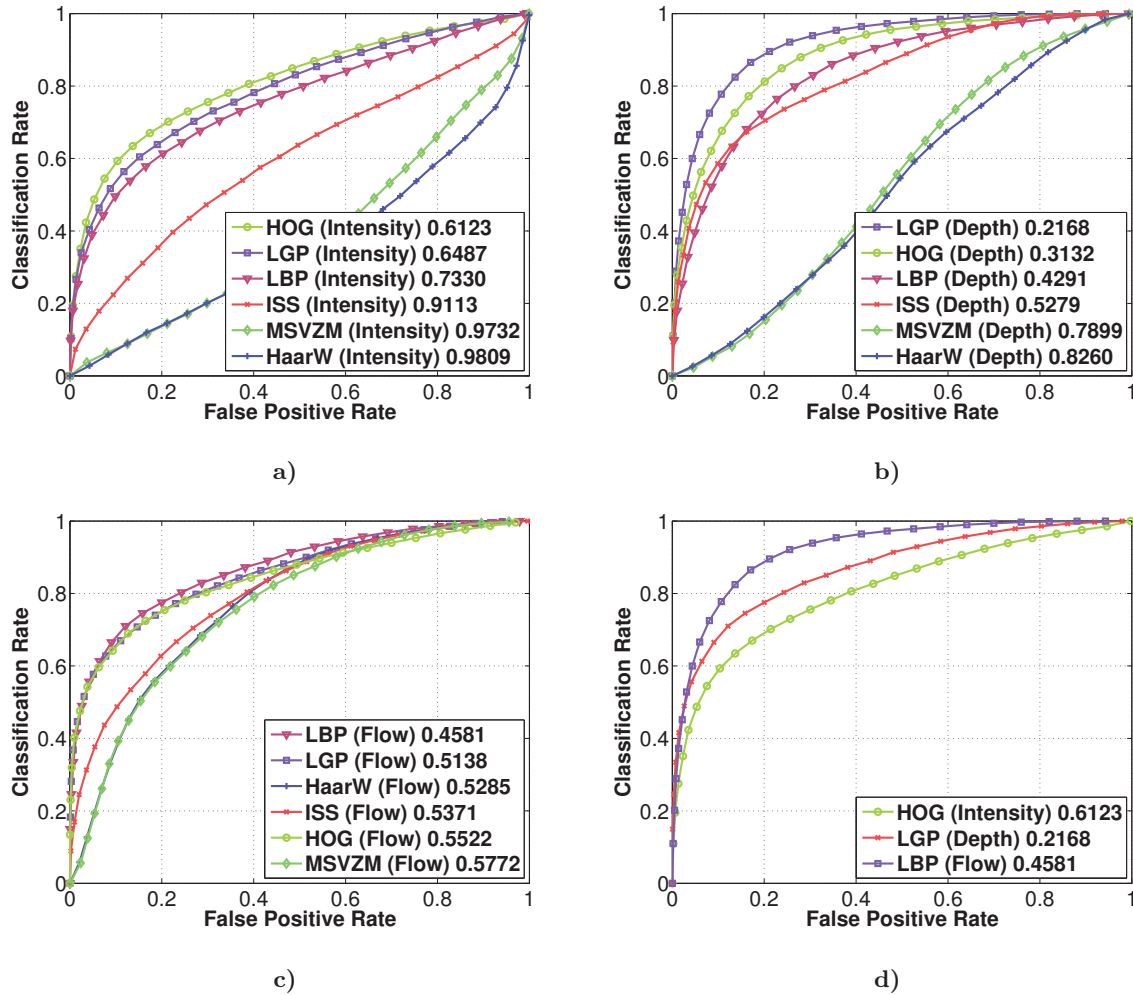 1
0.8
0.6
0.4
0.2
0
Classification Rate
HOG (Intensity) 0.6123
LGP (Intensity) 0.6487
LBP (Intensity) 0.7330
ISS (Intensity) 0.9113
MSVZM (Intensity) 0.9732
HaarW (Intensity) 0.9809
0 0.2 0.4 0.6 0.8 1
False Positive Rate
a)
1
0.8
0.6
0.4
0.2
0
Classification Rate
LGP (Depth) 0.2168
HOG (Depth) 0.3132
LBP (Depth) 0.4291
ISS (Depth) 0.5279
MSVZM (Depth) 0.7899
HaarW (Depth) 0.8260
0 0.2 0.4 0.6 0.8 1
False Positive Rate
b)
1
0.8
0.6
0.4
0.2
0
Classification Rate
LBP (Flow) 0.4581
LGP (Flow) 0.5138
HaarW (Flow) 0.5285
ISS (Flow) 0.5371
HOG (Flow) 0.5522
MSVZM (Flow) 0.5772
0 0.2 0.4 0.6 0.8 1
False Positive Rate
c)
1
0.8
0.6
0.4
0.2
0
Classification Rate
HOG (Intensity) 0.6123
LGP (Depth) 0.2168
LBP (Flow) 0.4581
0 0.2 0.4 0.6 0.8 1
False Positive Rate
d)